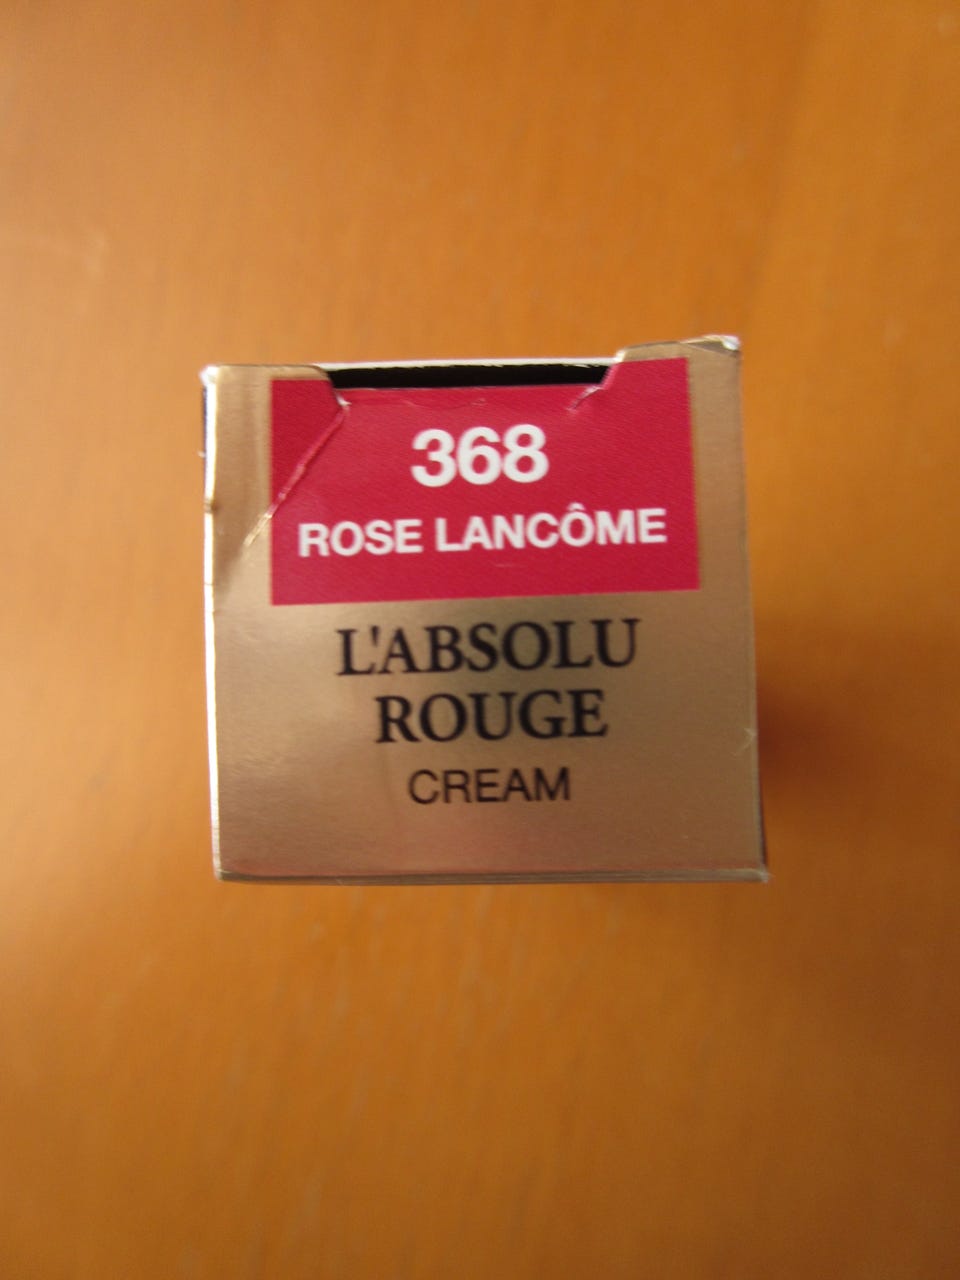 368
ROSE LANCÔME
L'ABSOLU
ROUGE
CREAM